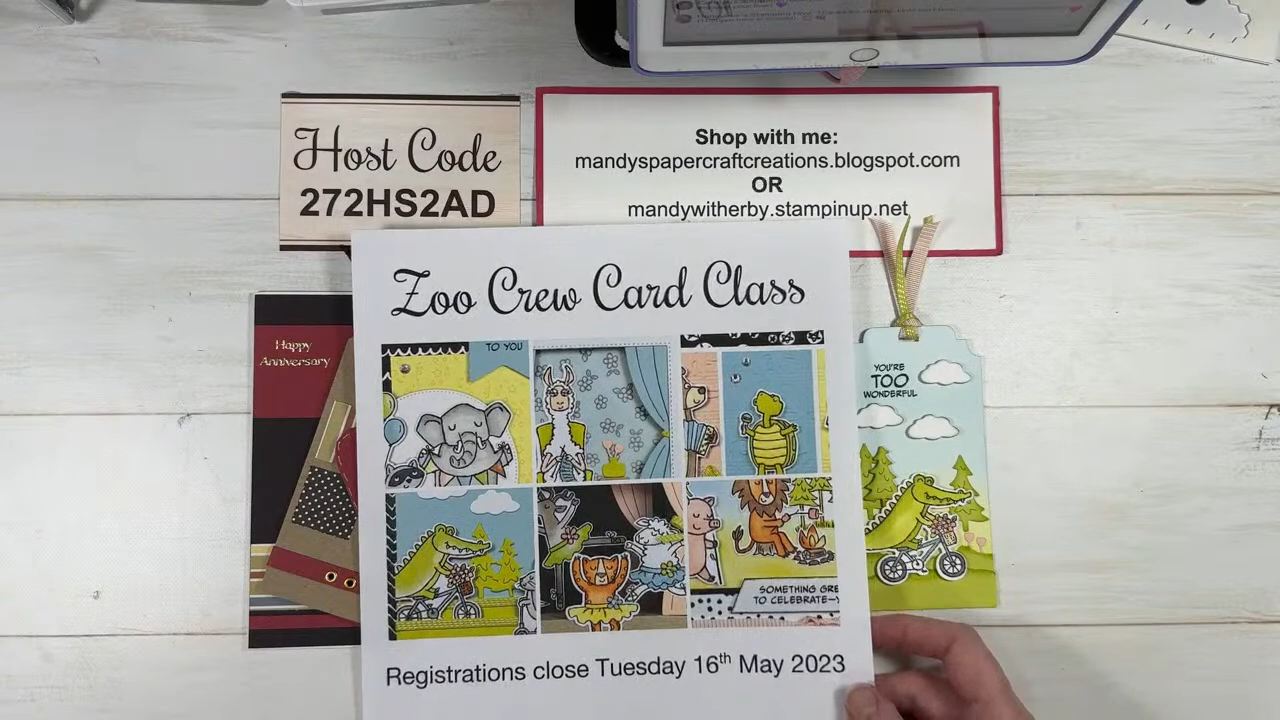 Host Code
272HS2AD
Shop with me:
mandyspapercraftcreations.blogspot.com
OR
mandywitherby.stampinup.net
Zoo Crew Card Class
TO YOU
SOMETHING GRE
TO CELEBRATE—
Registrations close Tuesday 16th May 2023
Happy
Anniversary
YOU'RE
TOO
WONDERFUL